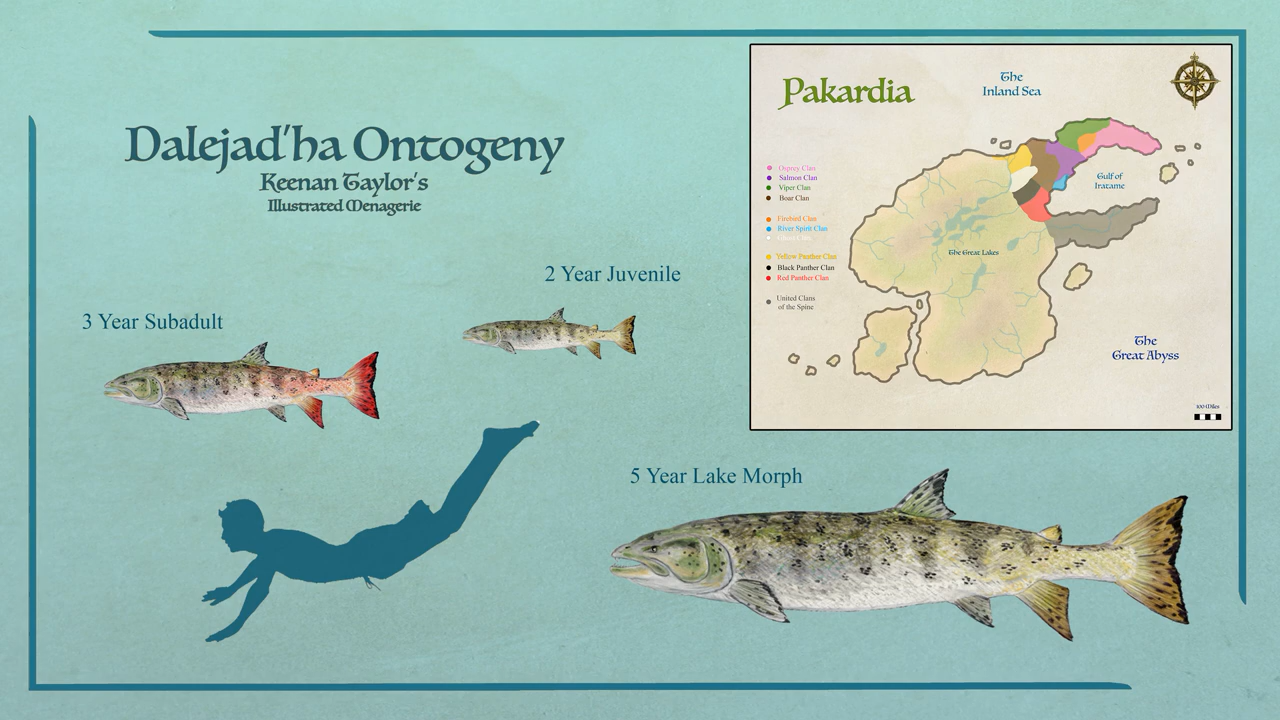 Dalejad'ha Ontogeny
Keenan Taylor's
Illustrated Menagerie
2 Year Juvenile
3 Year Subadult
5 Year Lake Morph
Pakardia
The
Inland Sea
Osprey Clan
Salmon Clan
Viper Clan
Boar Clan
Firebird Clan
River Spirit Clan
Yellow Panther Clan
Black Panther Clan
Red Panther Clan
United Clans
of the Spine
Gulf of
Iratame
The Great Lakes
The
Great Abyss
100 Miles